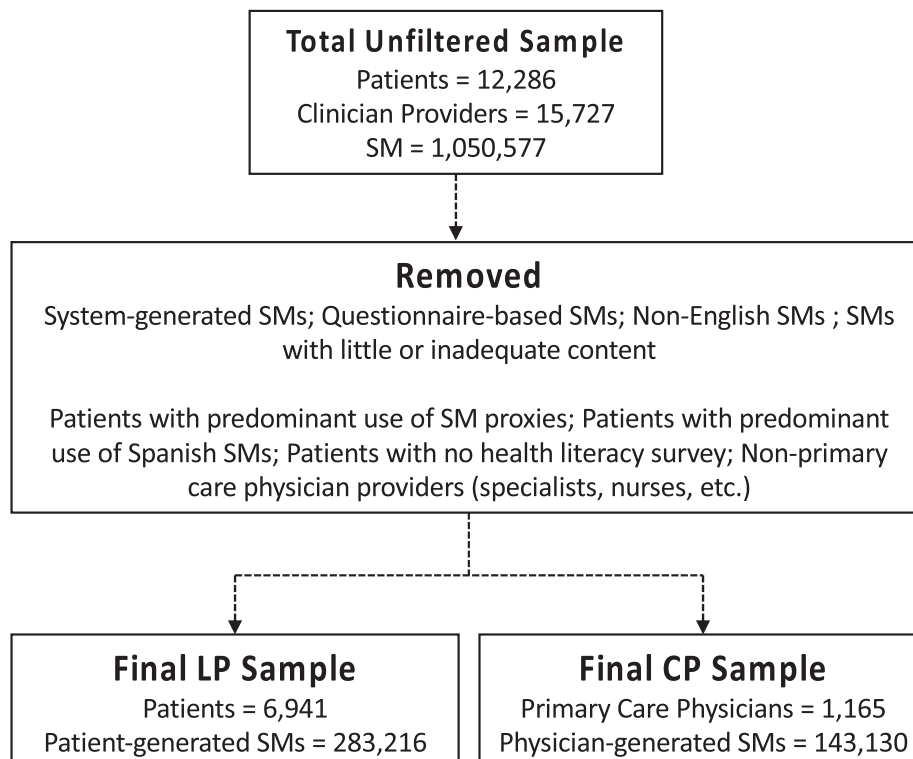 Total Unfiltered Sample
Patients = 12,286
Clinician Providers = 15,727
SM = 1,050,577
Removed
System-generated SMs; Questionnaire-based SMs; Non-English SMs ; SMs
with little or inadequate content
Patients with predominant use of SM proxies; Patients with predominant
use of Spanish SMs; Patients with no health literacy survey; Non-primary
care physician providers (specialists, nurses, etc.)
Final LP Sample
Patients = 6,941
Patient-generated SMs = 283,216
Final CP Sample
Primary Care Physicians = 1,165
Physician-generated SMs = 143,130